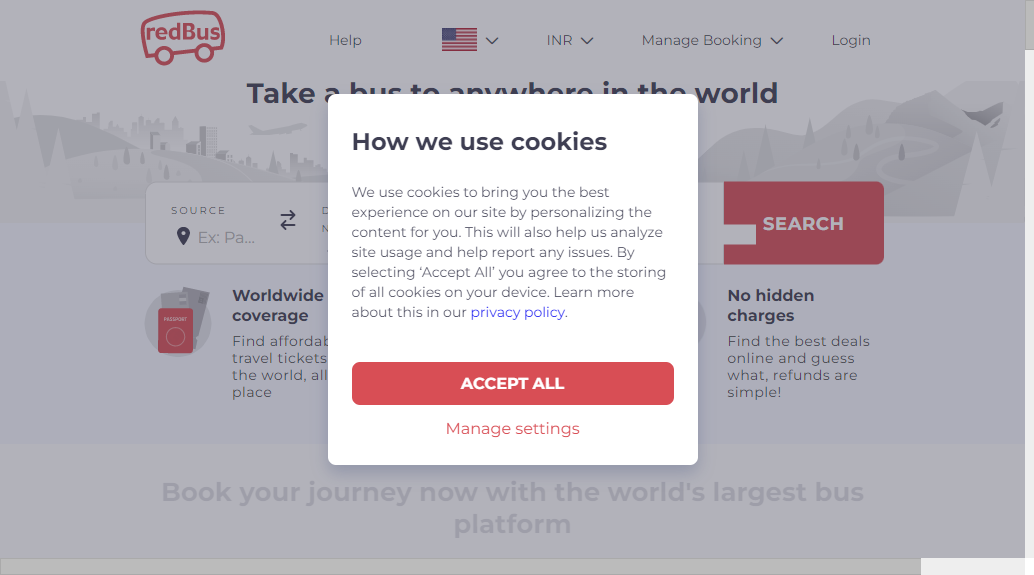 redBus
Help
INR
Manage Booking
Login
Take a bus to anywhere in the world
How we use cookies
We use cookies to bring you the best
experience on our site by personalizing the
content for you. This will also help us analyze
site usage and help report any issues. By
selecting ‘Accept All’ you agree to the storing
of all cookies on your device. Learn more
about this in our privacy policy.
ACCEPT ALL
Manage settings
SOURCE
Ex: Pa...
SEARCH
PASSPORT
Worldwide
coverage
Find
travel tickets
the world, all
place
No hidden
charges
Find the best deals
online and guess
what, refunds are
simple!
Book your journey now with the world's largest bus
platform